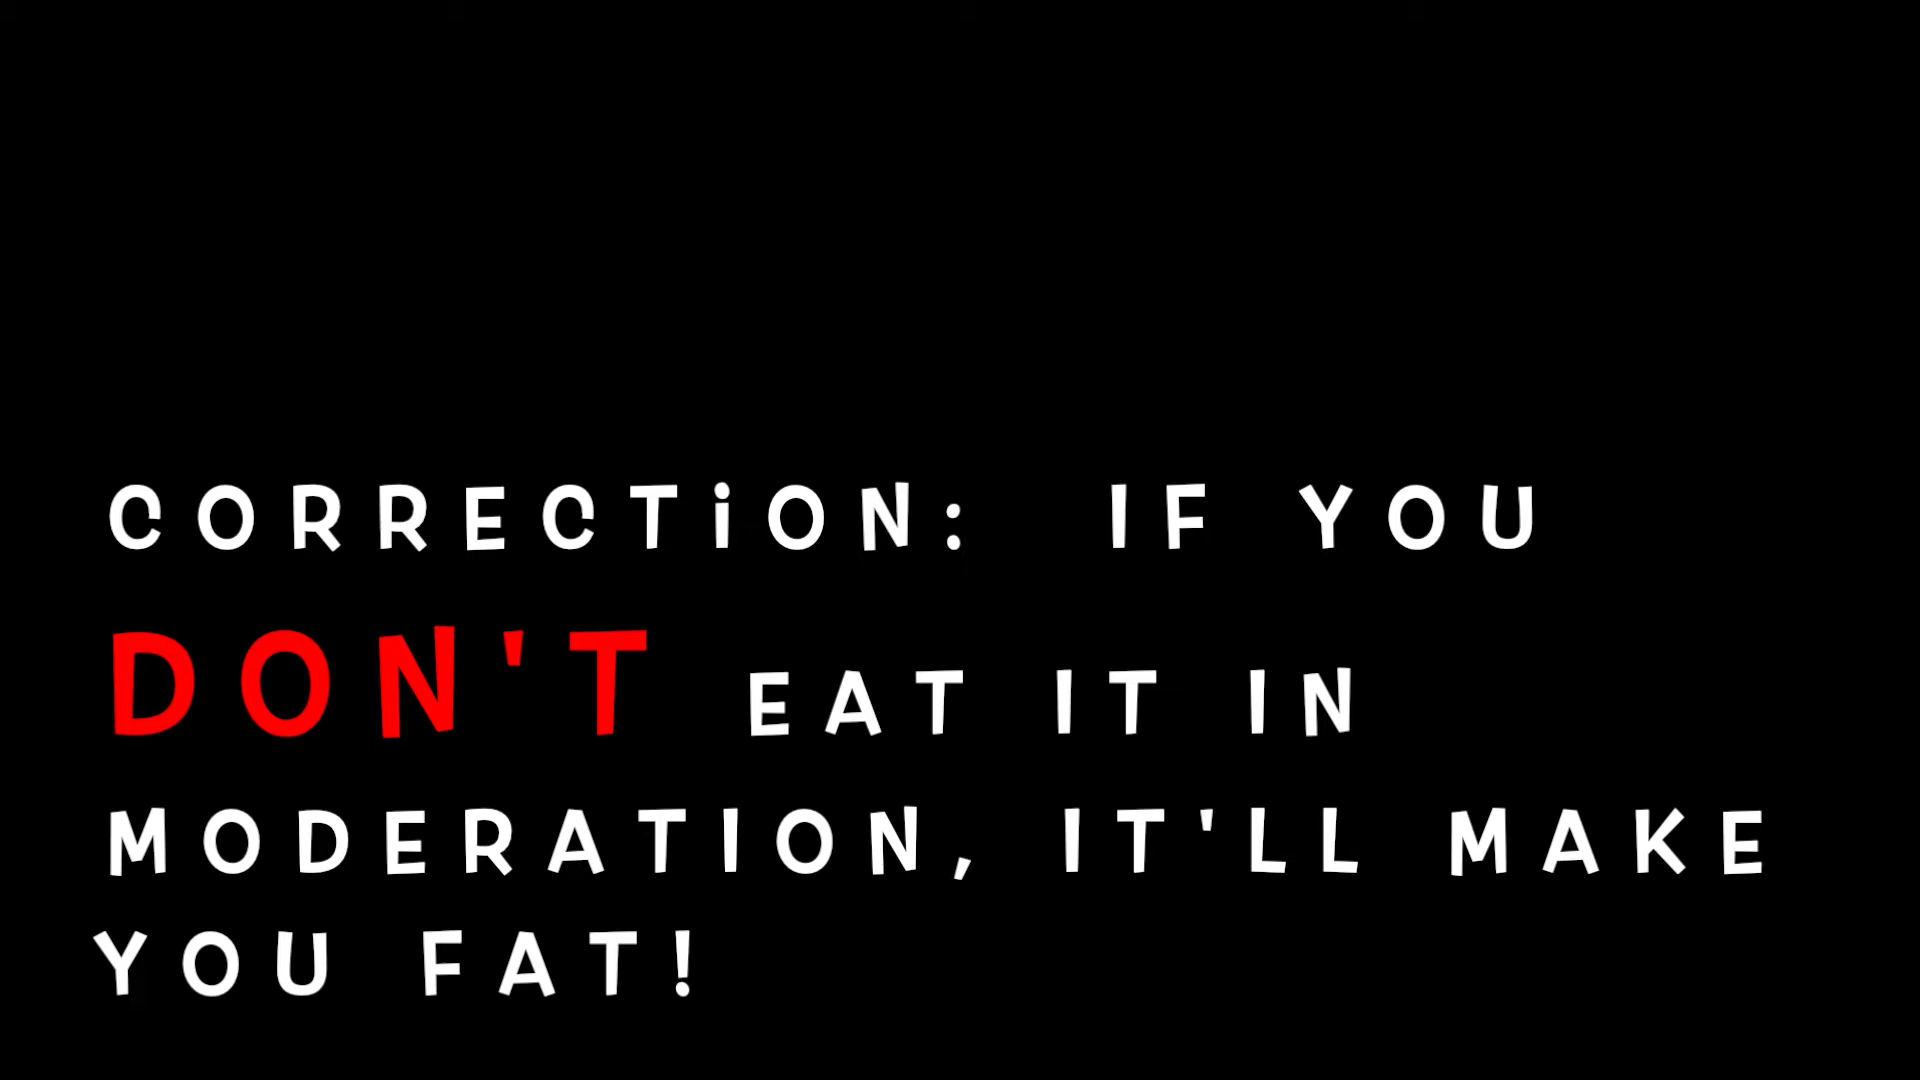 CORRECTiON: IF YOU
DON'T EAT IT IN
MODERATION, IT'LL MAKE
YOU FAT!